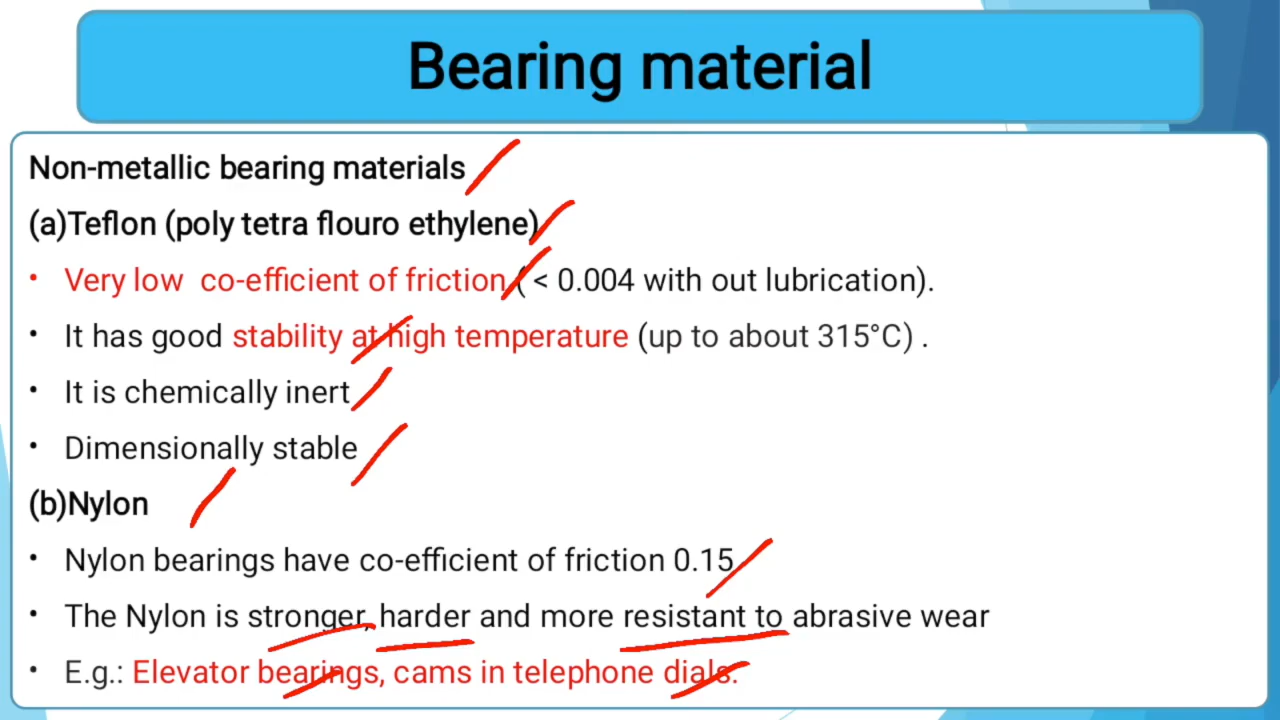 Bearing material
Non-metallic bearing materials
(a)Teflon (poly tetra flouro ethylene)
• Very low co-efficient of friction ( < 0.004 with out lubrication).
• It has good stability at high temperature (up to about 315°C) .
• It is chemically inert
• Dimensionally stable
(b)Nylon
• Nylon bearings have co-efficient of friction 0.15
• The Nylon is stronger, harder and more resistant to abrasive wear
• E.g.: Elevator bearings, cams in telephone dials.